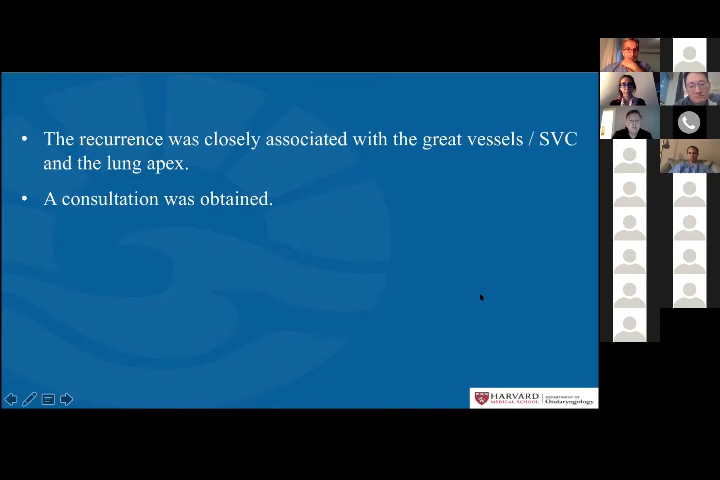 • The recurrence was closely associated with the great vessels / SVC
and the lung apex.
• A consultation was obtained.
HARVARD
MEDICAL SCHOOL
DEPARTMENT OF
Otolaryngology